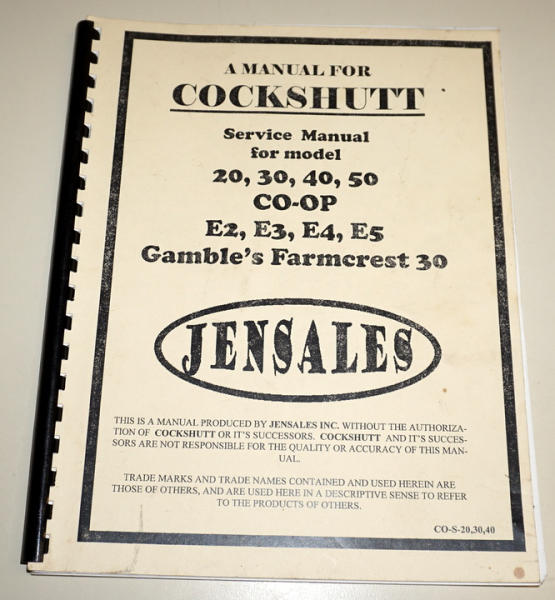 A MANUAL FOR
COCKSHUTT
Service Manual
for model
20, 30, 40, 50
CO-OP
E2, E3, E4, E5
Gamble's Farmcrest 30
JENSALES
THIS IS A MANUAL PRODUCED BY JENSALES INC. WITHOUT THE AUTHORIZA-
TION OF COCKSHUTT OR IT'S SUCCESSORS. COCKSHUTT AND IT'S SUCCES-
SORS ARE NOT RESPONSIBLE FOR THE QUALITY OR ACCURACY OF THIS MAN-
UAL.
TRADE MARKS AND TRADE NAMES CONTAINED AND USED HEREIN ARE
THOSE OF OTHERS, AND ARE USED HERE IN A DESCRIPTIVE SENSE TO REFER
TO THE PRODUCTS OF OTHERS.
CO-S-20,30,40